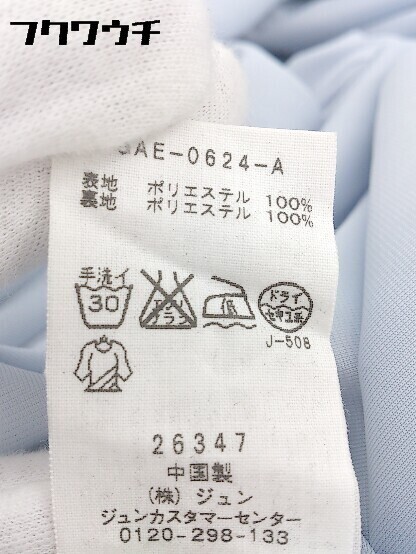 フクワウチ
AE-0624-A
表地 ポリエステル 100%
裏地 ポリエステル 100%
手洗イ
30
低
ドライ
セキユ系
J-508
26347
中国製
(株) ジュン
ジュンカスタマーセンター
0120-298-133